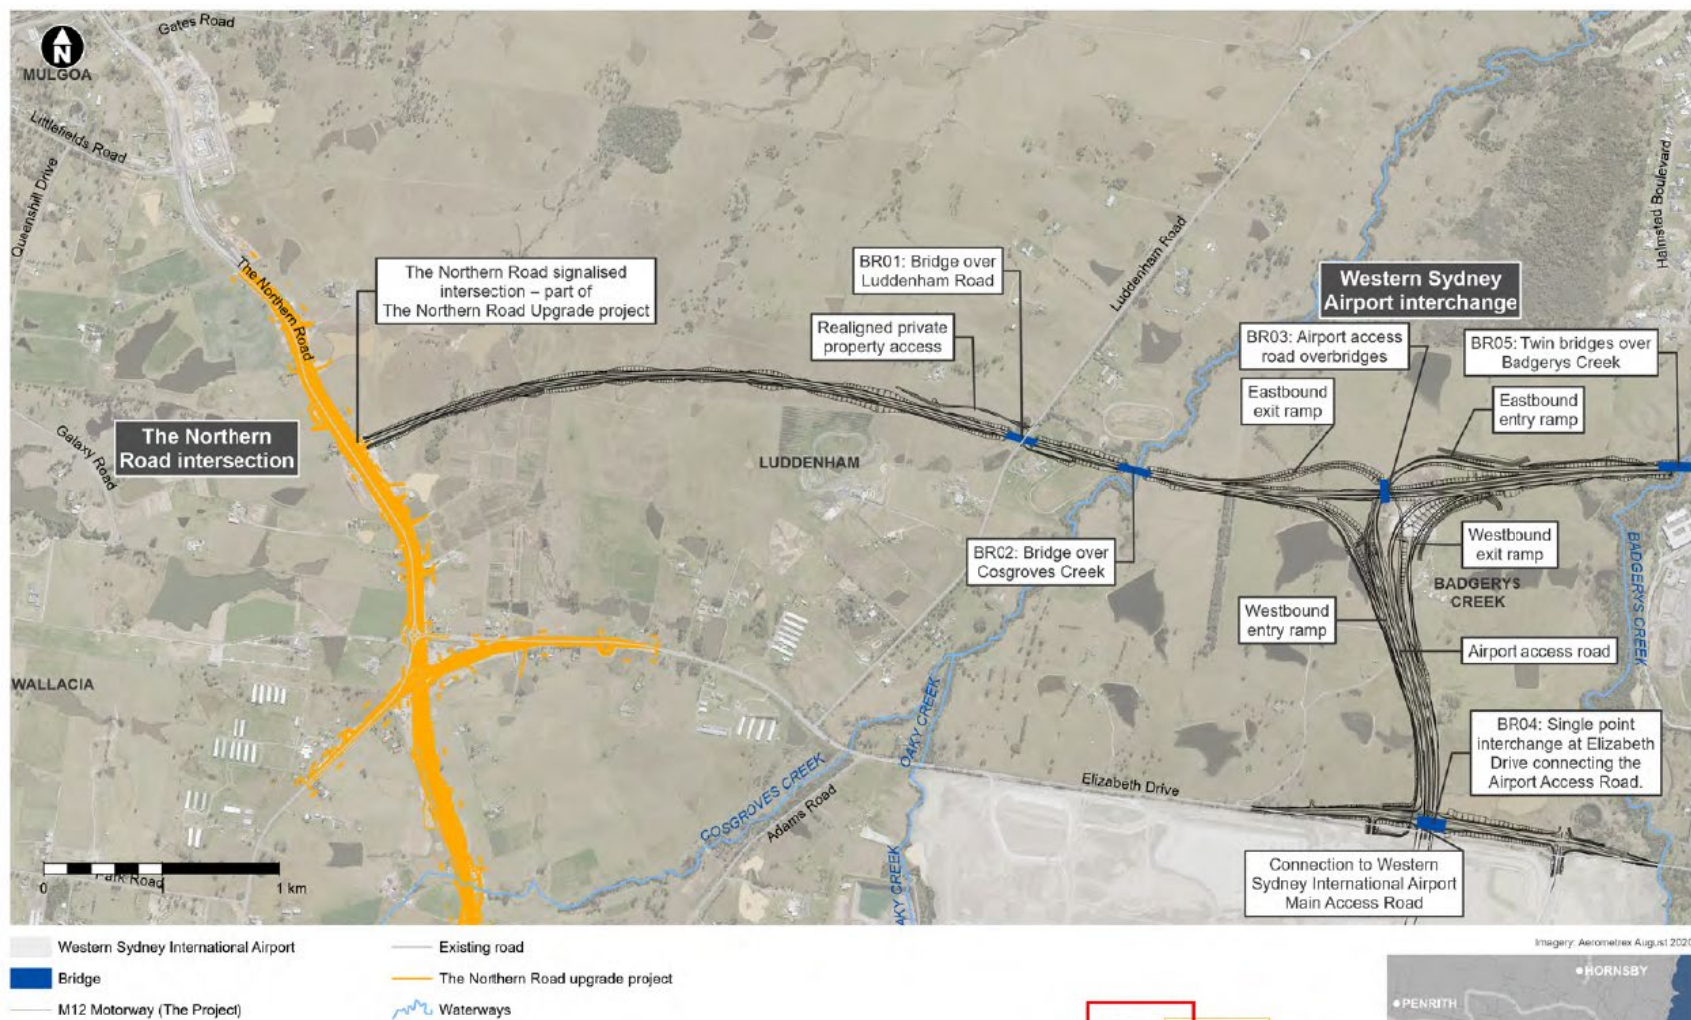 Gates Road
N
MULGOA
Littlefields Road
Queenshill Drive
The Northern Road
The Northern Road signalised
intersection – part of
The Northern Road Upgrade project
The Northern
Road intersection
Galaxy Road
WALLACIA
BR01: Bridge over
Luddenham Road
Realigned private
property access
Luddenham Road
LUDDENHAM
BR02: Bridge over
Cosgroves Creek
Halmstad Boulevard
Western Sydney
Airport interchange
BR03: Airport access
road overbridges
BR05: Twin bridges over
Badgerys Creek
Eastbound
exit ramp
Eastbound
entry ramp
Westbound
exit ramp
BADGERYS
CREEK
BADGERYS CREEK
Westbound
entry ramp
Airport access road
BR04: Single point
interchange at Elizabeth
Drive connecting the
Airport Access Road.
Elizabeth Drive
OAKY CREEK
COSGROVES CREEK
Adams Road
AKY CREEK
Connection to Western
Sydney International Airport
Main Access Road
0 1 km
Park Road
Imagery: Aerometrex August 2020
Western Sydney International Airport
Bridge
M12 Motorway (The Project)
Existing road
The Northern Road upgrade project
Waterways
HORNSBY
PENRITH